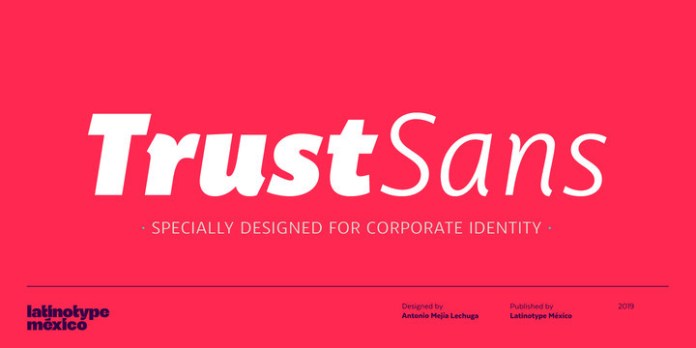 TrustSans
· SPECIALLY DESIGNED FOR CORPORATE IDENTITY ·
latinotype
méxico
Designed by
Antonio Mejía Lechuga
Published by
Latinotype México
2019